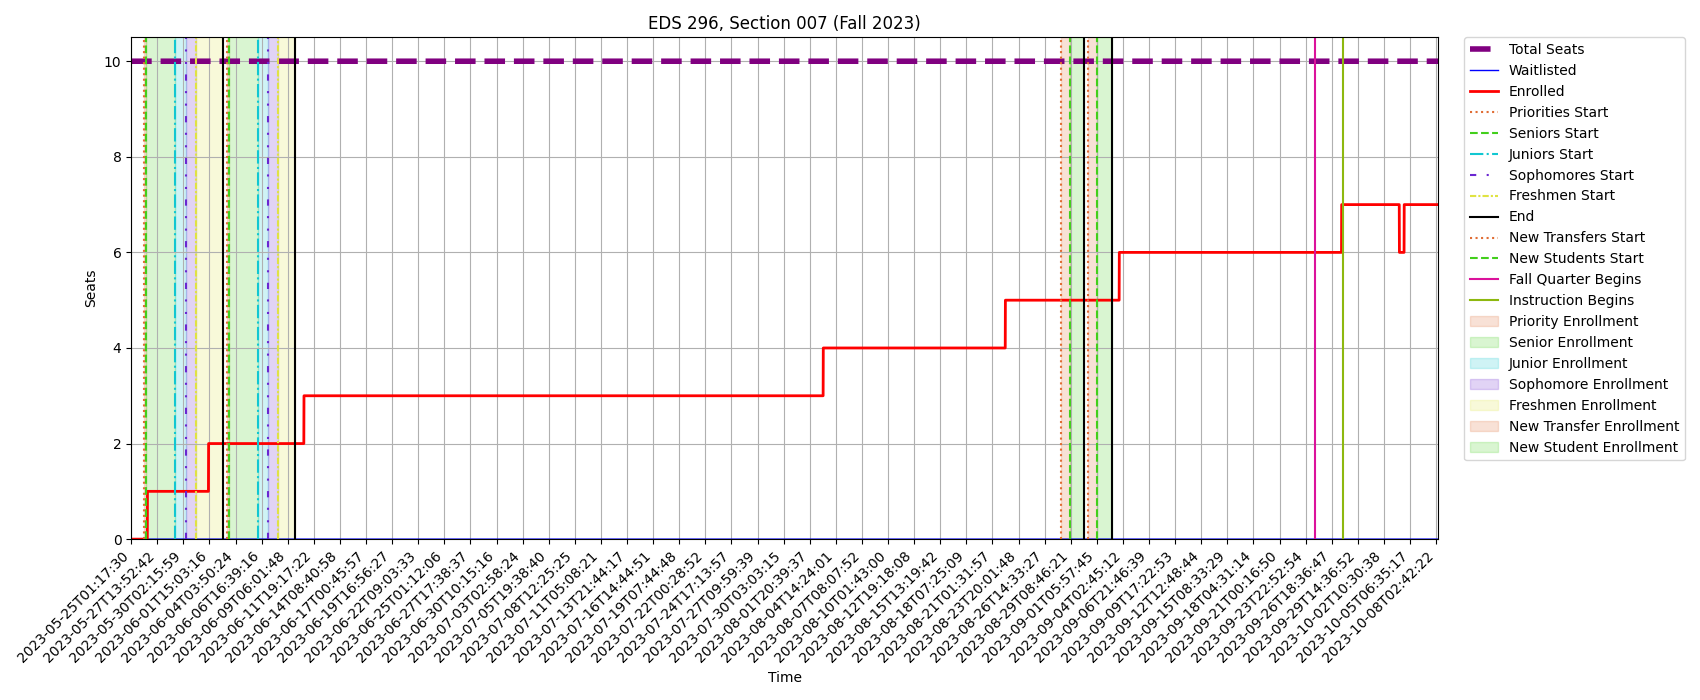 EDS 296, Section 007 (Fall 2023)
Seats
10
8
6
4
2
0
2023-05-25T01:17:30
2023-05-27T13:52:42
2023-05-30T02:15:59
2023-06-01T15:03:16
2023-06-04T03:50:24
2023-06-06T16:39:16
2023-06-09T06:01:48
2023-06-11T19:17:22
2023-06-14T08:40:58
2023-06-17T00:45:57
2023-06-19T16:56:27
2023-06-22T09:03:33
2023-06-25T01:12:06
2023-06-27T17:38:37
2023-06-30T10:15:16
2023-07-03T02:58:24
2023-07-05T19:38:40
2023-07-08T12:25:25
2023-07-11T05:08:21
2023-07-13T21:44:17
2023-07-16T14:44:51
2023-07-19T07:44:48
2023-07-22T00:28:52
2023-07-24T17:13:57
2023-07-27T09:59:39
2023-07-30T03:03:15
2023-08-01T20:39:37
2023-08-04T14:24:01
2023-08-07T08:07:52
2023-08-10T01:43:00
2023-08-12T19:18:08
2023-08-15T13:19:42
2023-08-18T07:25:09
2023-08-21T01:31:57
2023-08-23T20:01:48
2023-08-26T14:33:27
2023-08-29T08:46:21
2023-09-01T05:57:45
2023-09-04T02:45:12
2023-09-06T21:46:39
2023-09-09T17:22:53
2023-09-12T12:48:44
2023-09-15T08:33:29
2023-09-18T04:31:14
2023-09-21T00:16:50
2023-09-23T22:52:54
2023-09-26T18:36:47
2023-09-29T14:36:52
2023-10-02T10:30:38
2023-10-05T06:35:17
2023-10-08T02:42:22
Time
Total Seats
Waitlisted
Enrolled
Priorities Start
Seniors Start
Juniors Start
Sophomores Start
Freshmen Start
End
New Transfers Start
New Students Start
Fall Quarter Begins
Instruction Begins
Priority Enrollment
Senior Enrollment
Junior Enrollment
Sophomore Enrollment
Freshmen Enrollment
New Transfer Enrollment
New Student Enrollment